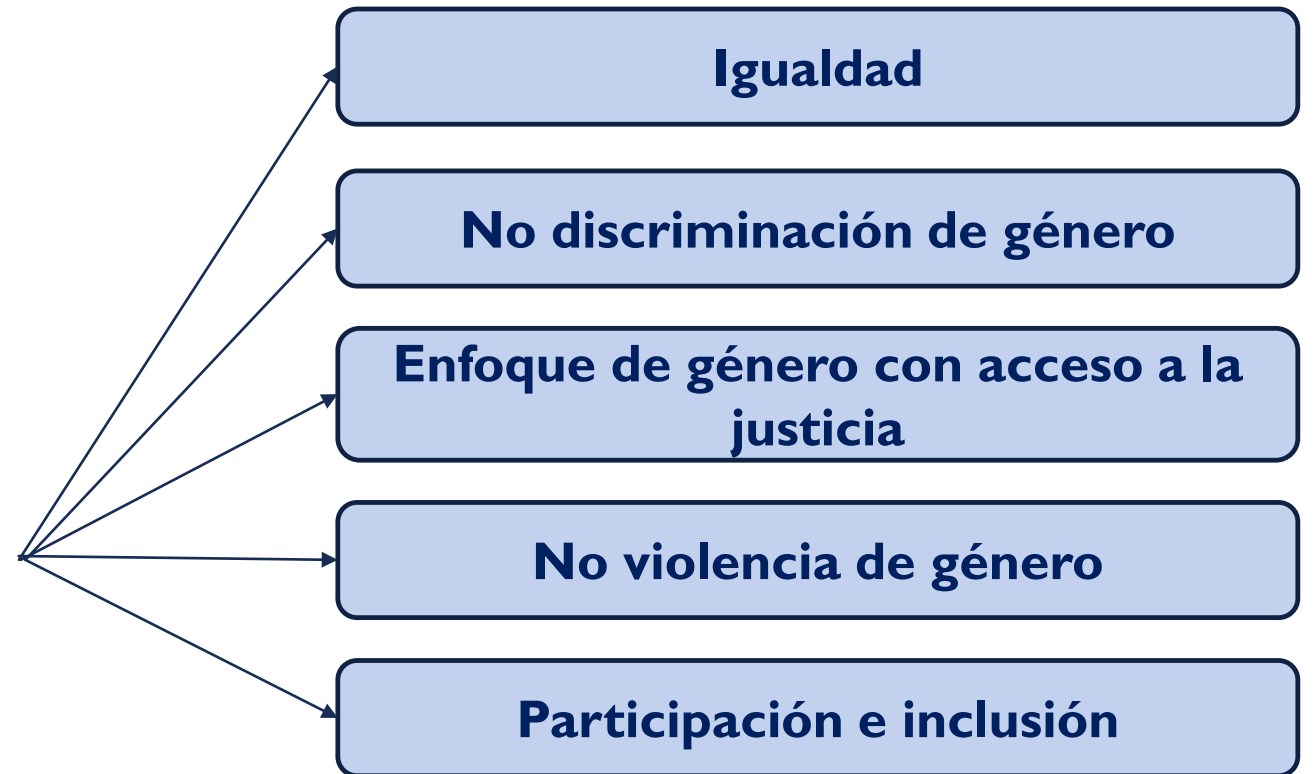 Igualdad
No discriminación de género
Enfoque de género con acceso a la
justicia
No violencia de género
Participación e inclusión